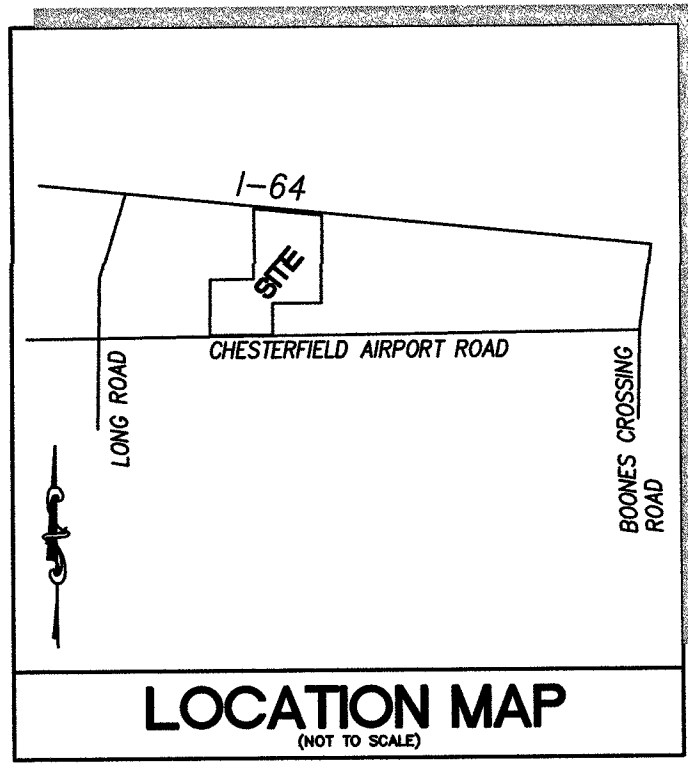 I-64
SITE
CHESTERFIELD AIRPORT ROAD
LONG ROAD
BOONES CROSSING
ROAD
LOCATION MAP
(NOT TO SCALE)